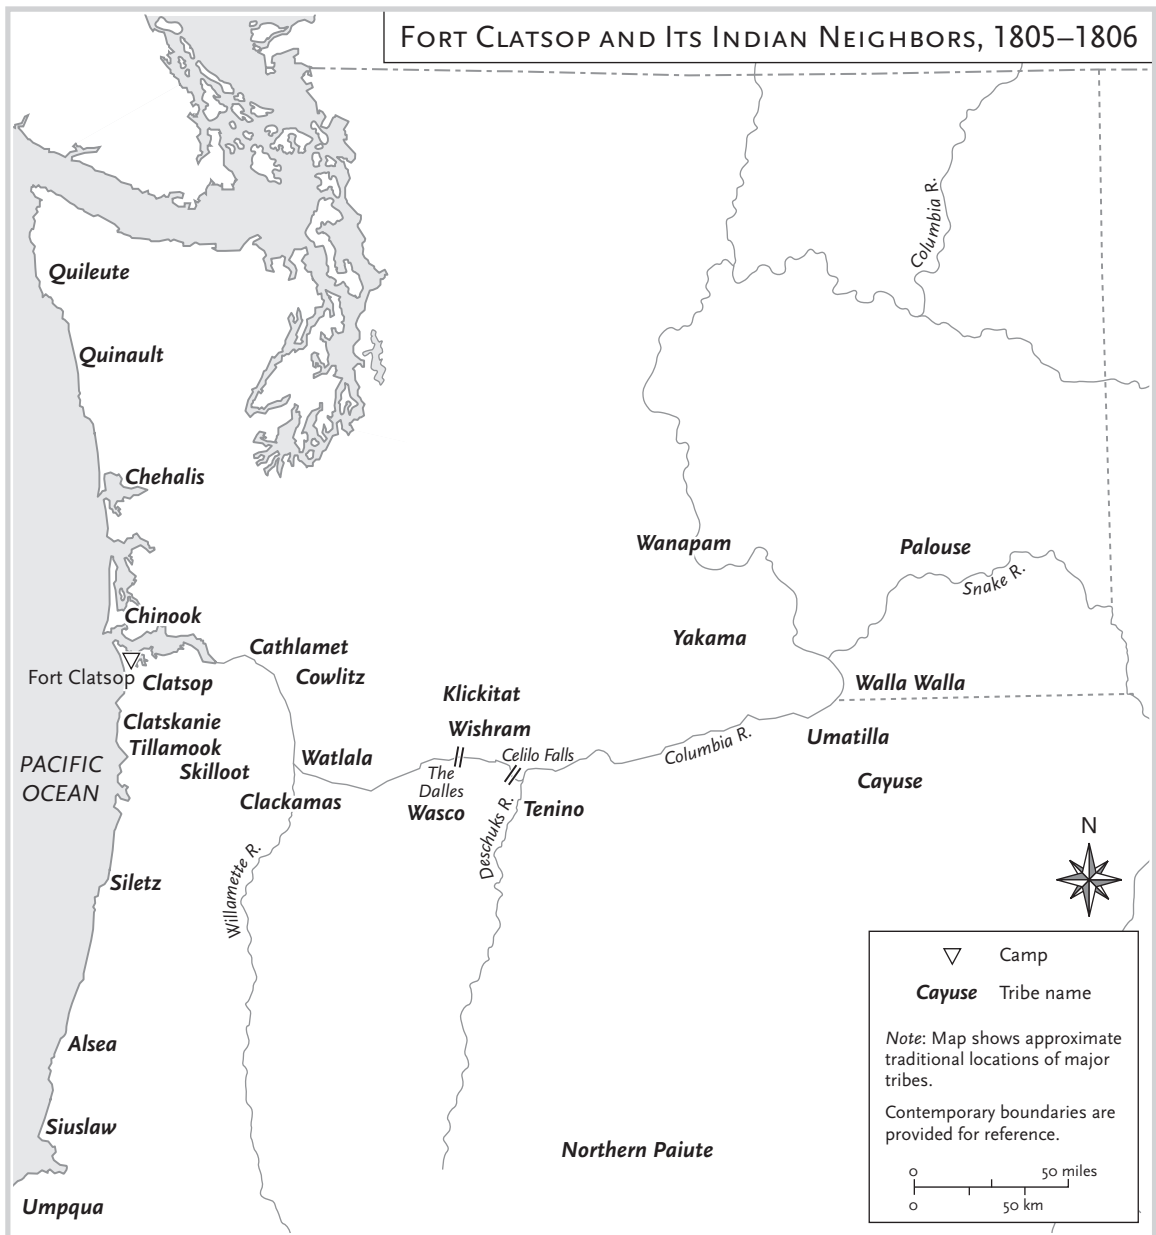 Fort Clatsop and Its Indian Neighbors, 1805–1806
Columbia R.
Quileute
Quinault
Chehalis
Wanapam
Palouse
Snake R.
Chinook
Yakama
Cathlamet
Fort Clatsop
Clatsop
Cowlitz
Walla Walla
Klickitat
Clatskanie
Wishram
Tillamook
Umatilla
Columbia R.
Celilo Falls
Watlala
PACIFIC
OCEAN
Skilloot
The
Dalles
Cayuse
Clackamas
Wasco
Tenino
Deschuks R.
N
Willamette R.
Siletz
Alsea
Siuslaw
Northern Paiute
Umpqua
Camp
Cayuse Tribe name
Note: Map shows approximate
traditional locations of major
tribes.
Contemporary boundaries are
provided for reference.
0 50 miles
0 50 km